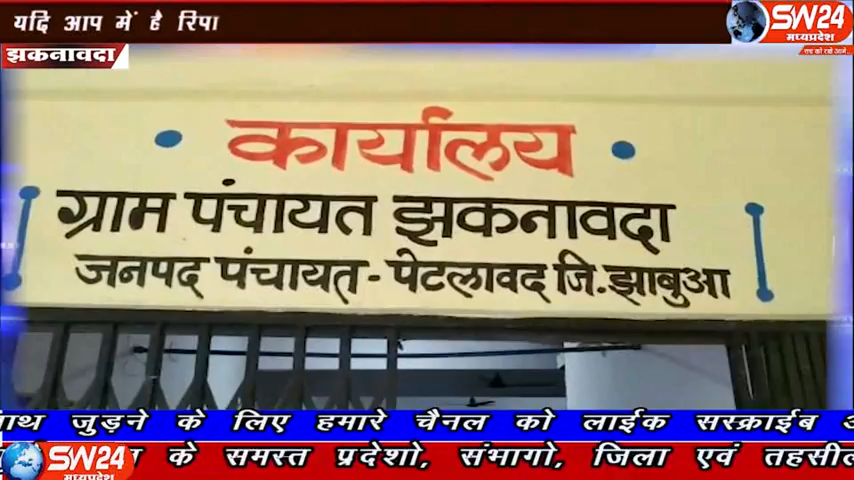 यदि आप में है रिपा
SW24
मध्यप्रदेश
झकनावदा
कार्यालय
ग्राम पंचायत झकनावदा
जनपद पंचायत - पेटलावद जि. झाबुआ
जुड़ने के लिए हमारे चैनल को लाईक सस्क्राईब
के समस्त प्रदेशो, संभागो, जिला एवं तहसील
SW24
मध्यप्रदेश